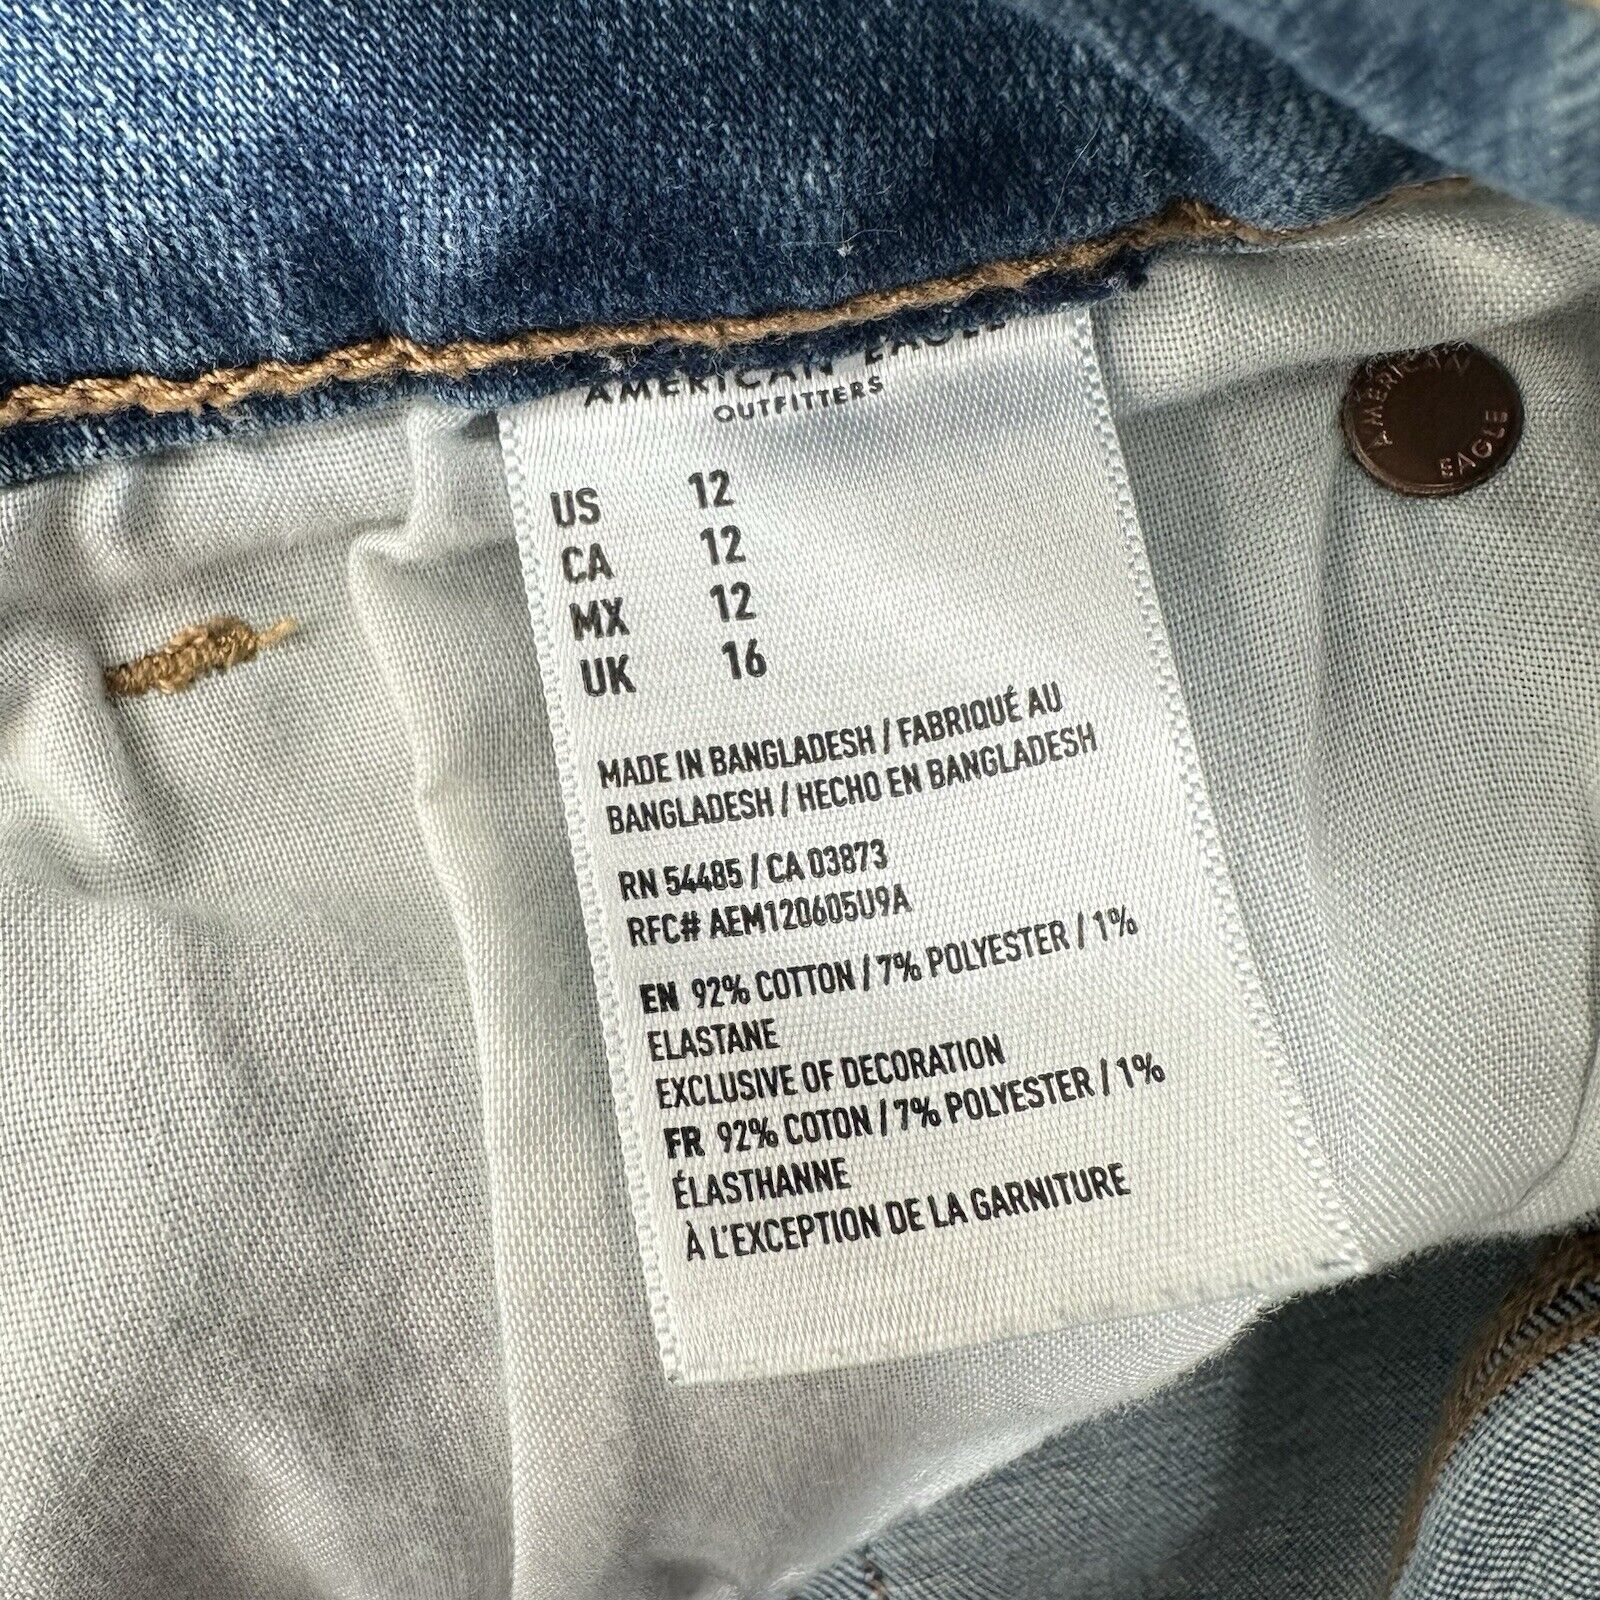 AMERICAN EAGLE
OUTFITTERS
US 12
CA 12
MX 12
UK 16
MADE IN BANGLADESH / FABRIQUÉ AU
BANGLADESH / HECHO EN BANGLADESH
RN 54485 / CA 03873
RFC# AEM120605U9A
EN 92% COTTON / 7% POLYESTER / 1%
ELASTANE
EXCLUSIVE OF DECORATION
FR 92% COTON / 7% POLYESTER / 1%
ÉLASTHANNE
À L'EXCEPTION DE LA GARNITURE
AMERICAN
EAGLE